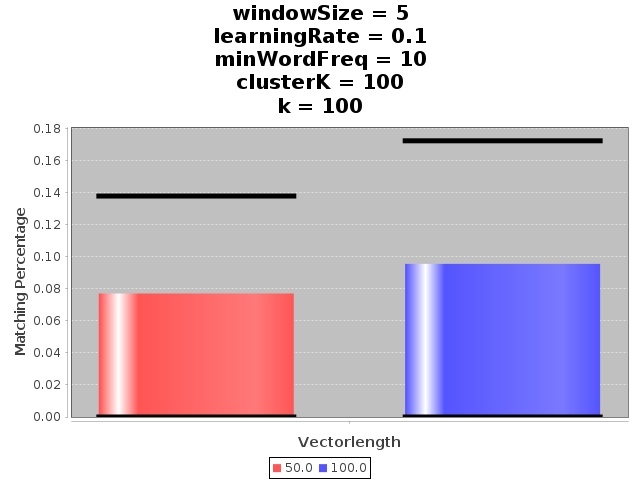 windowSize = 5
learningRate = 0.1
minWordFreq = 10
clusterK = 100
k = 100
0.18
0.16
0.14
0.12
0.10
0.08
0.06
0.04
0.02
0.00
Matching Percentage
Vectorlength
50.0 100.0